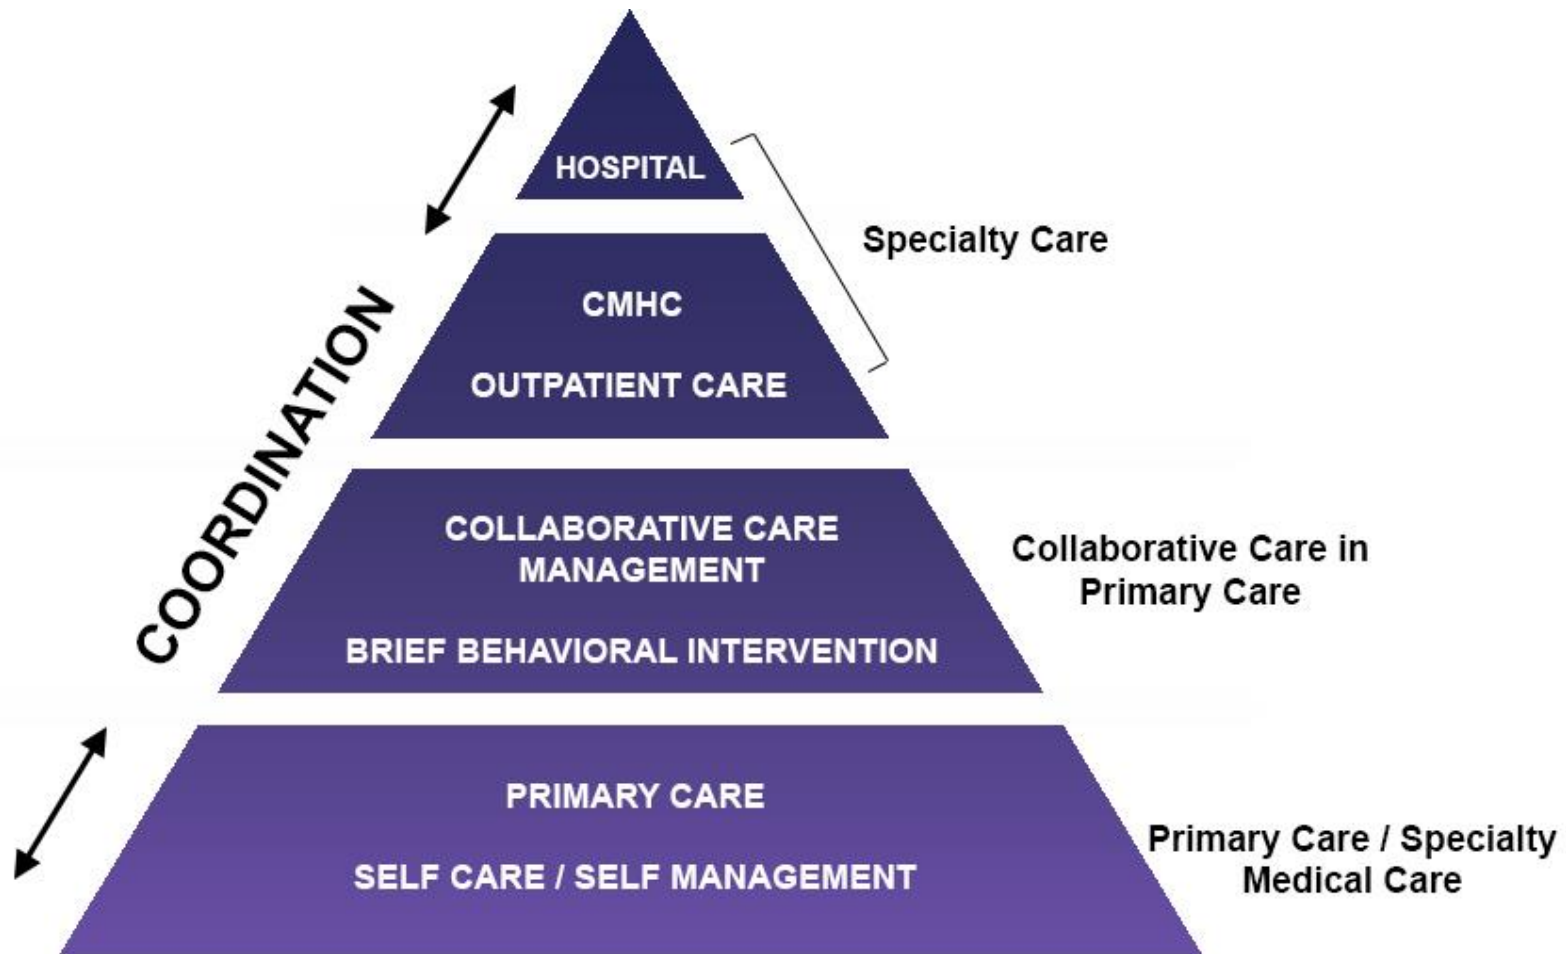 HOSPITAL
Specialty Care
CMHC
OUTPATIENT CARE
COORDINATION
COLLABORATIVE CARE
MANAGEMENT
BRIEF BEHAVIORAL INTERVENTION
Collaborative Care in
Primary Care
PRIMARY CARE
SELF CARE / SELF MANAGEMENT
Primary Care / Specialty
Medical Care